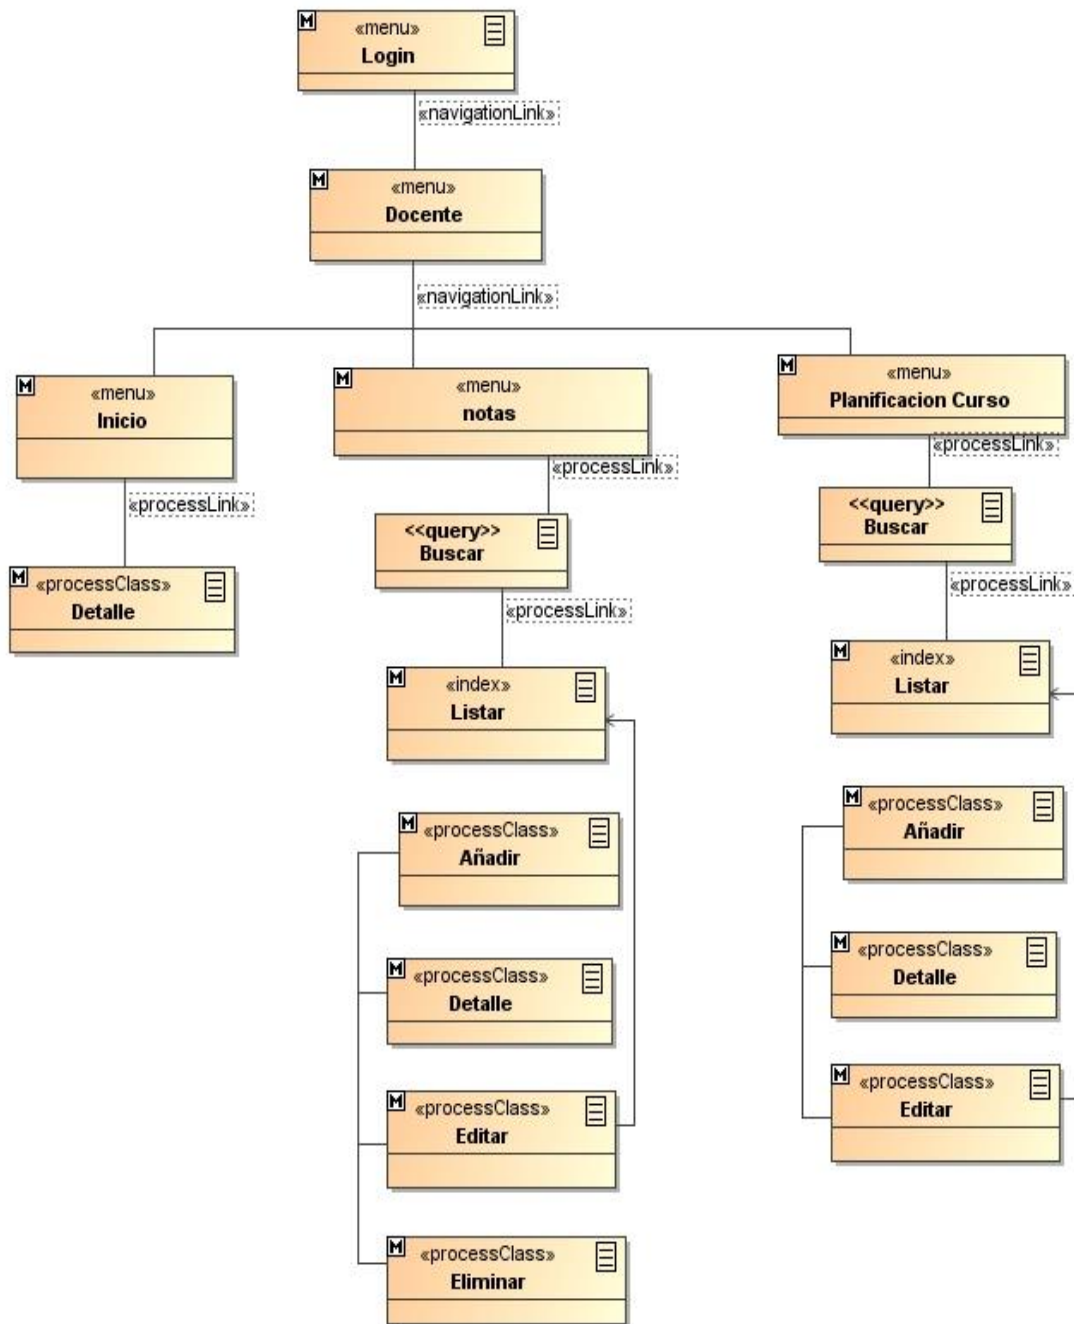 «menu»
Login
«navigationLink»
«menu»
Docente
«navigationLink»
«menu»
Inicio
«processLink»
«processClass»
Detalle
«menu»
notas
«processLink»
<<query>>
Buscar
«processLink»
«index»
Listar
«processClass»
Añadir
«processClass»
Detalle
«processClass»
Editar
«processClass»
Eliminar
«menu»
Planificacion Curso
«processLink»
<<query>>
Buscar
«processLink»
«index»
Listar
«processClass»
Añadir
«processClass»
Detalle
«processClass»
Editar